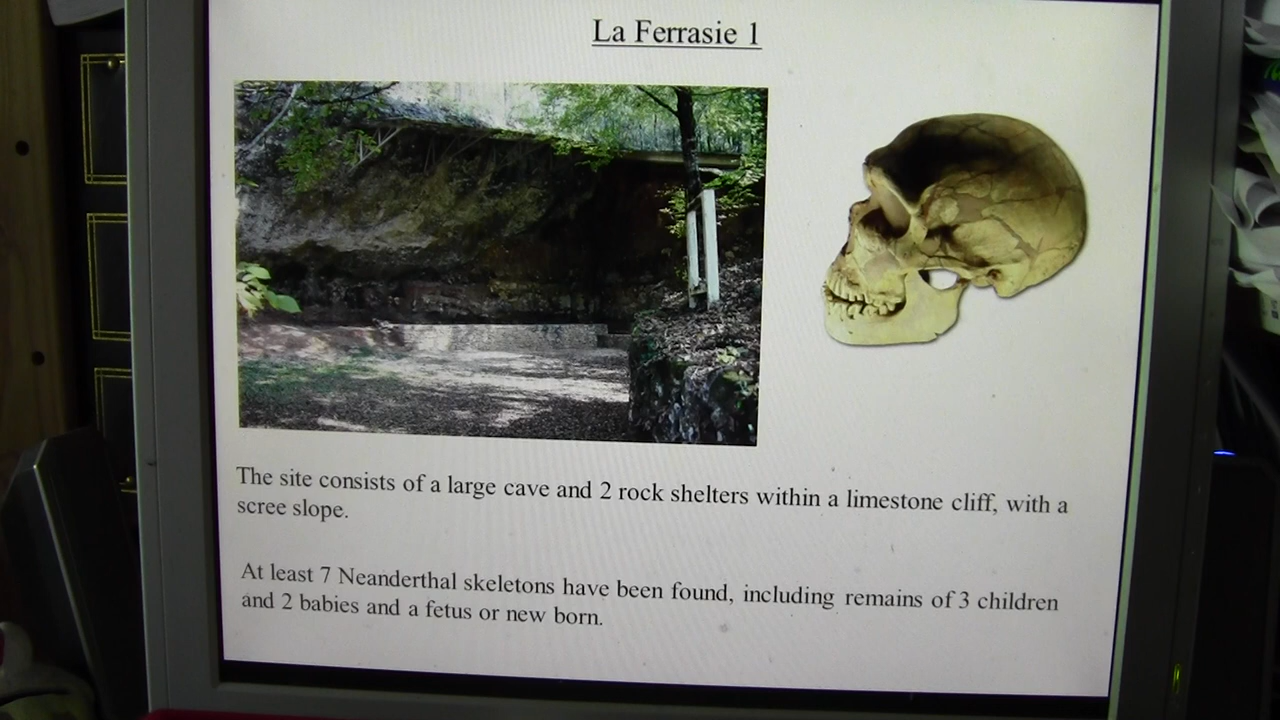 La Ferrasie 1
The site consists of a large cave and 2 rock shelters within a limestone cliff, with a
scree slope.
At least 7 Neanderthal skeletons have been found, including remains of 3 children
and 2 babies and a fetus or new born.